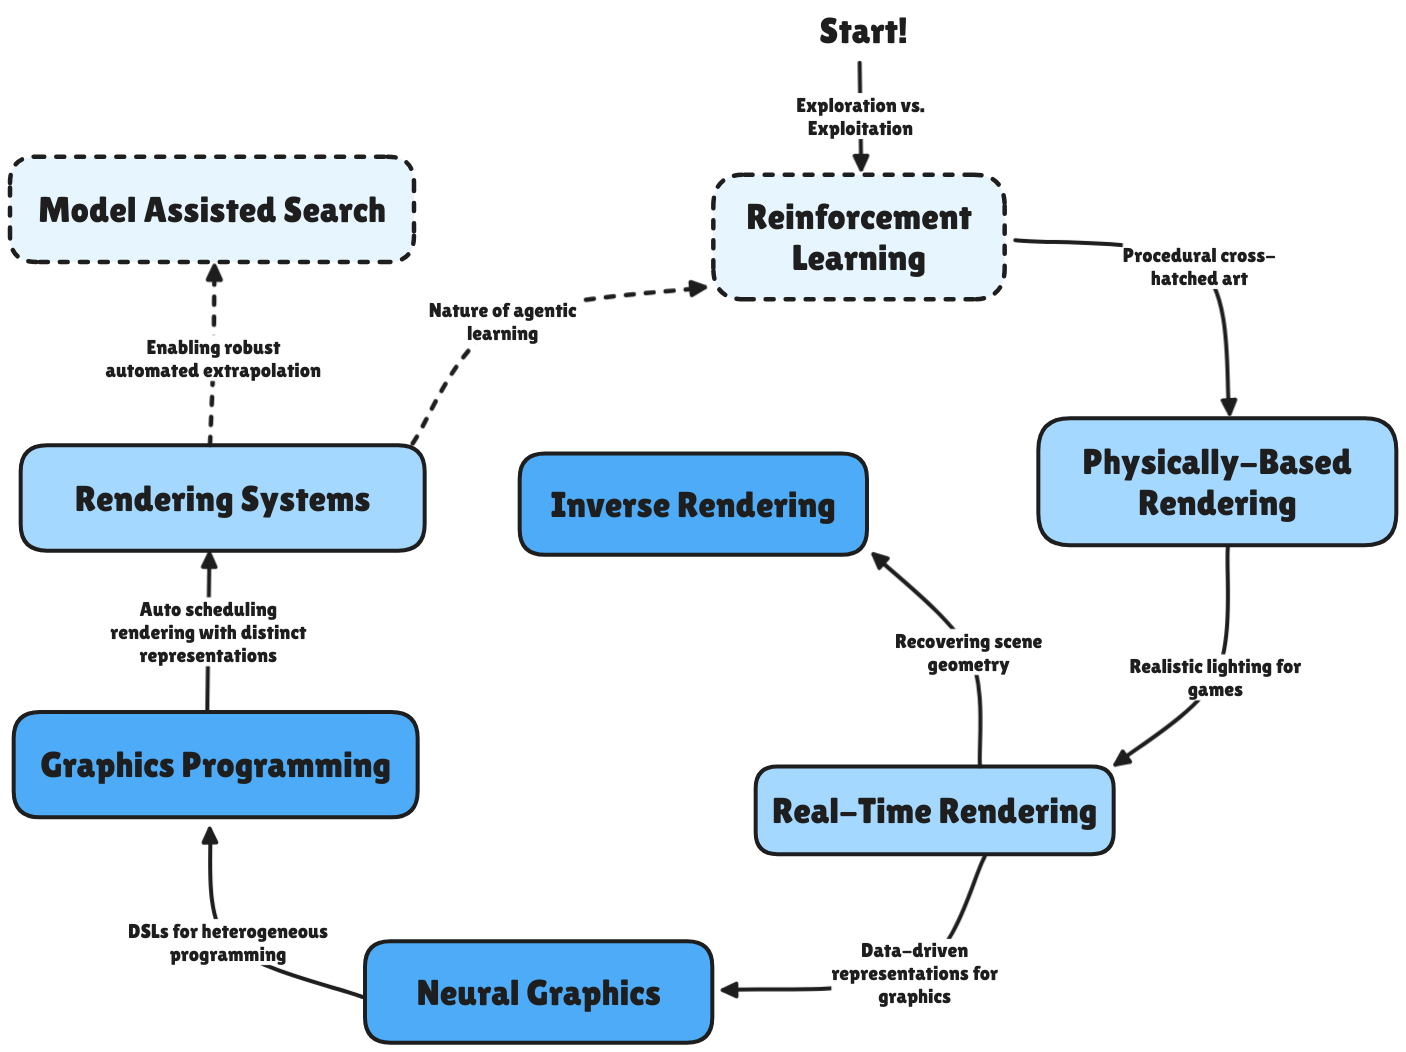 Start!
Exploration vs.
Exploitation
Reinforcement
Learning
Procedural cross-
hatched art
Physically-Based
Rendering
Realistic lighting for
games
Real-Time Rendering
Recovering scene
geometry
Inverse Rendering
Data-driven
representations for
graphics
Neural Graphics
DSLs for heterogeneous
programming
Graphics Programming
Auto scheduling
rendering with distinct
representations
Rendering Systems
Enabling robust
automated extrapolation
Model Assisted Search
Nature of agentic
learning